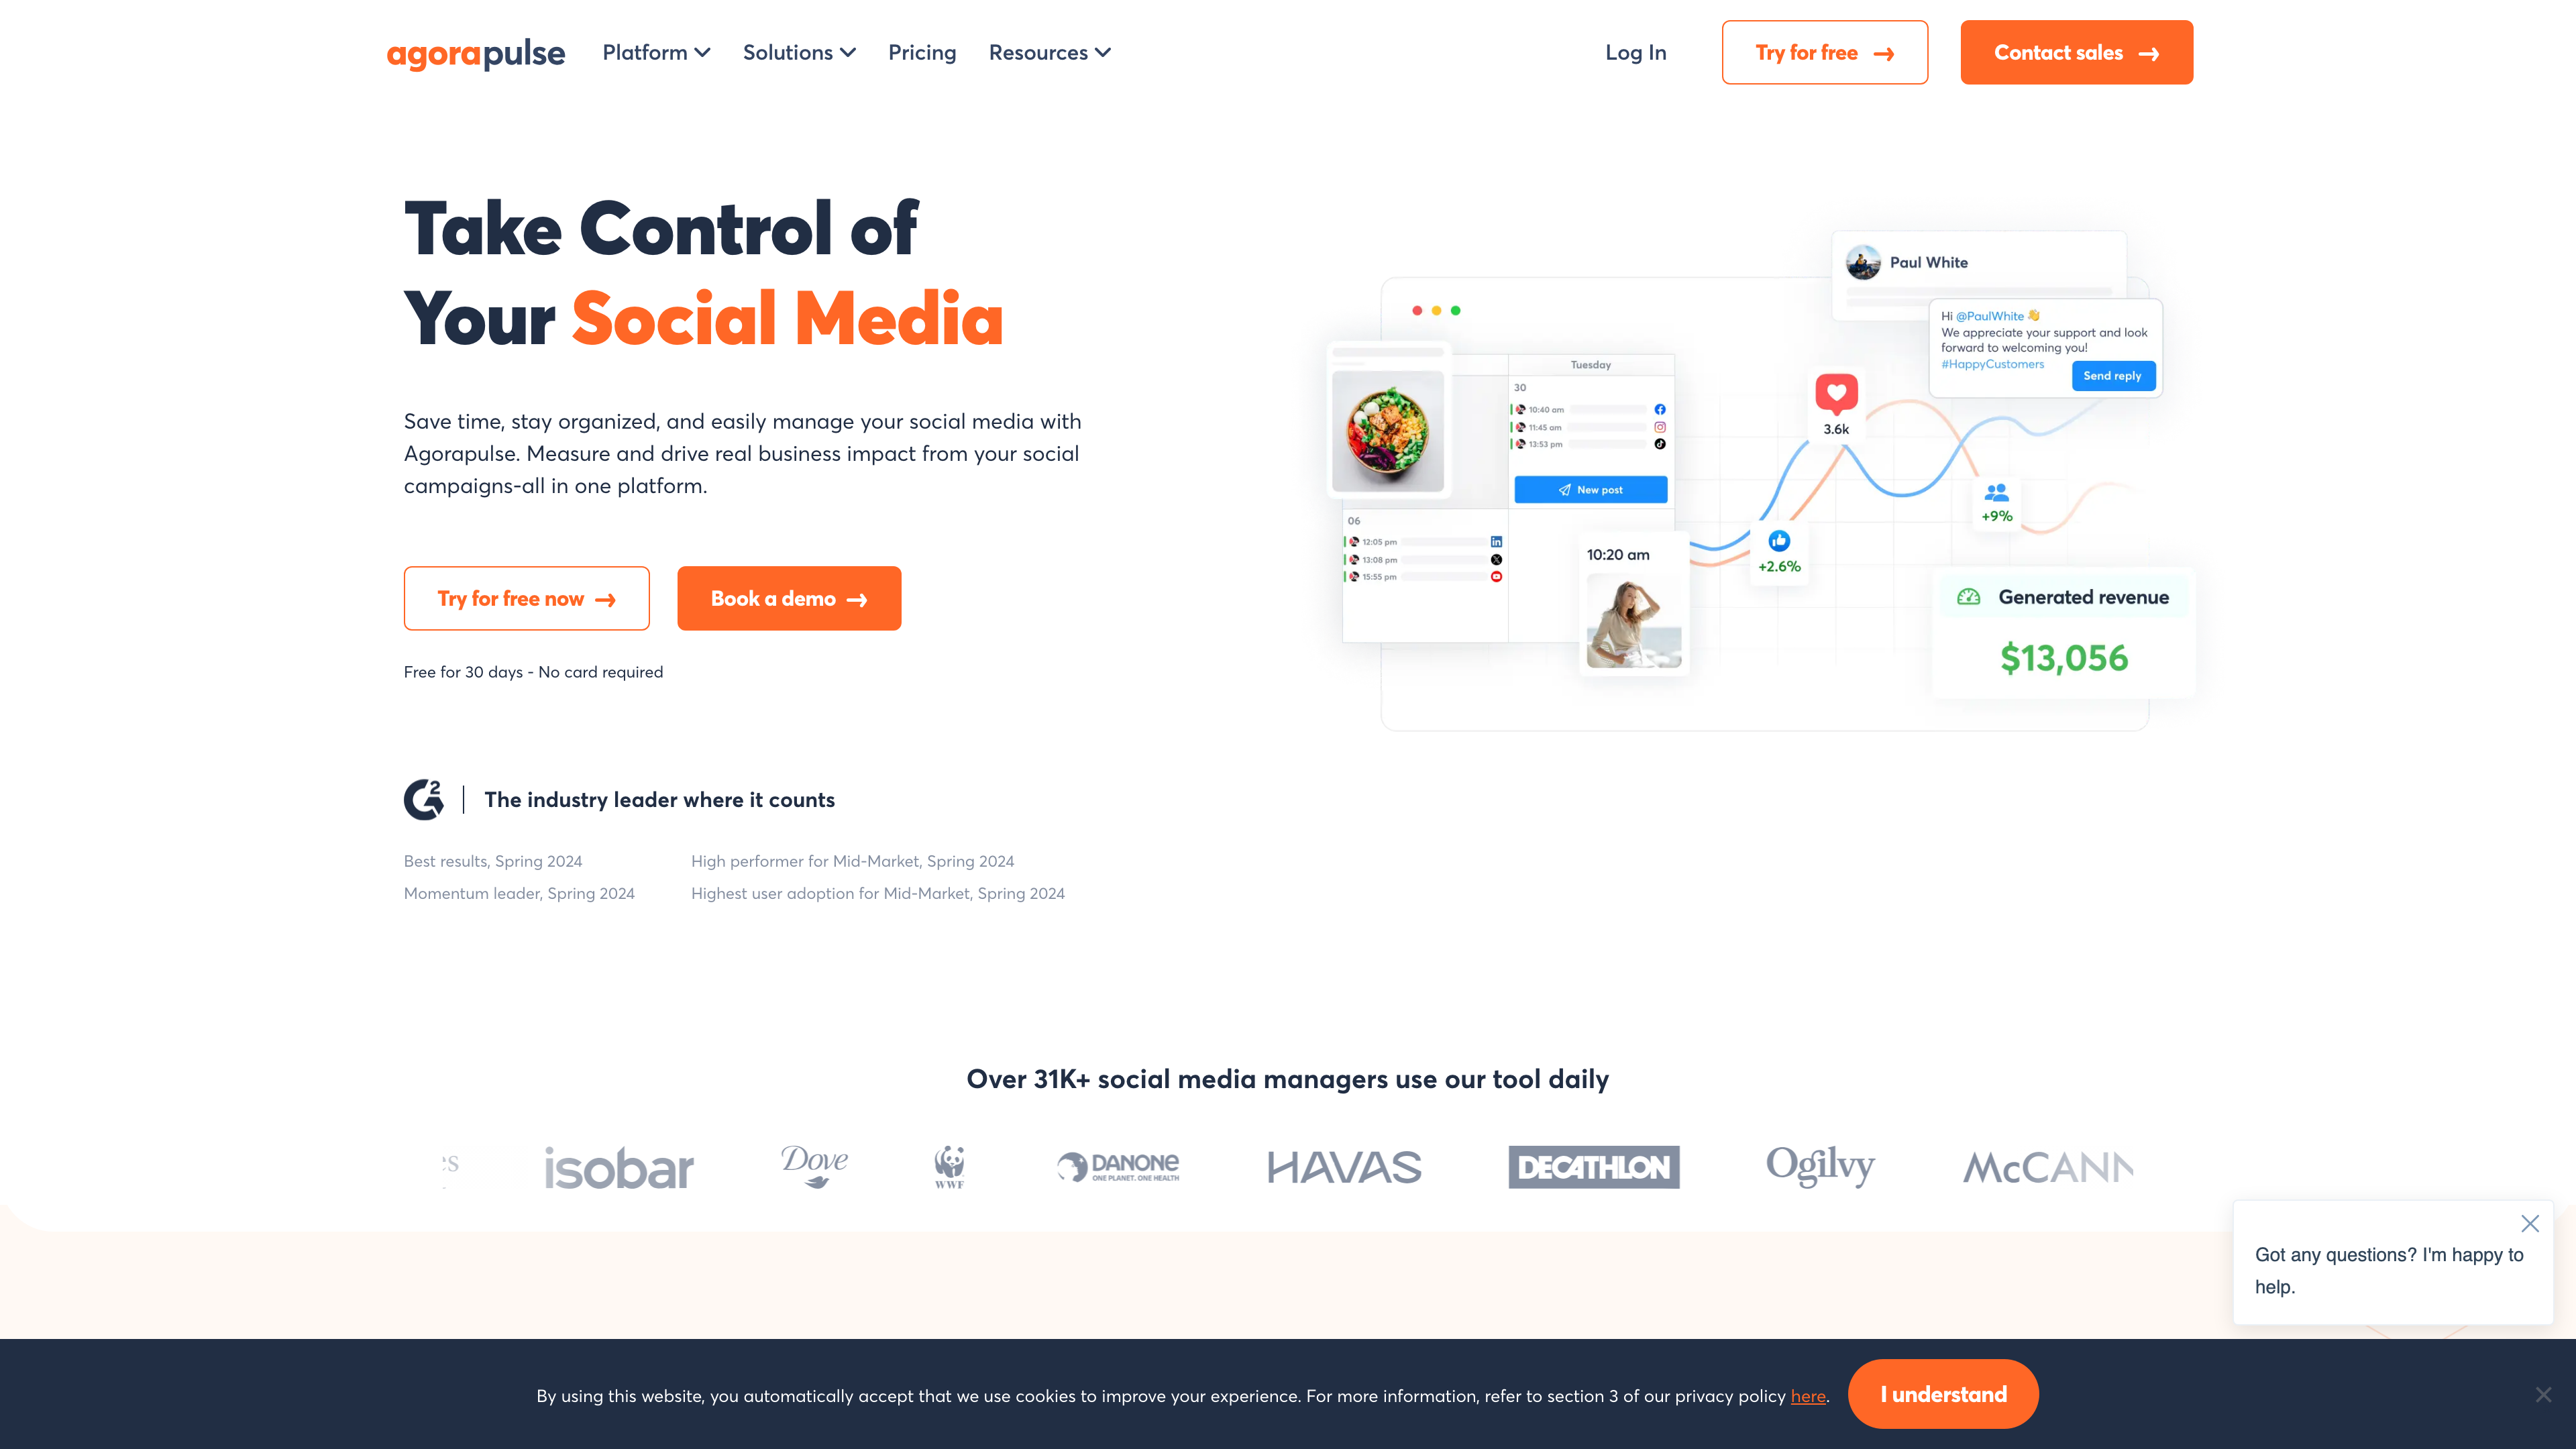 agorapulse
Platform
Solutions
Pricing
Resources
Log In
Try for free
Contact sales
Take Control of
Your Social Media
Save time, stay organized, and easily manage your social media with
Agorapulse. Measure and drive real business impact from your social
campaigns-all in one platform.
Try for free now
Book a demo
Free for 30 days - No card required
Paul White
Hi @PaulWhite 👋
We appreciate your support and look
forward to welcoming you!
#HappyCustomers
Send reply
Tuesday
30
10:40 am
11:45 am
13:53 pm
New post
06
12:05 pm
13:08 pm
15:55 pm
10:20 am
3.6k
+2.6%
+9%
Generated revenue
$13,056
G2
The industry leader where it counts
Best results, Spring 2024
High performer for Mid-Market, Spring 2024
Momentum leader, Spring 2024
Highest user adoption for Mid-Market, Spring 2024
Over 31K+ social media managers use our tool daily
isobar
Dove
WWF
DANONE
ONE PLANET. ONE HEALTH
HAVAS
DECATHLON
Ogilvy
McCANN
Got any questions? I'm happy to
help.
By using this website, you automatically accept that we use cookies to improve your experience. For more information, refer to section 3 of our privacy policy here.
I understand